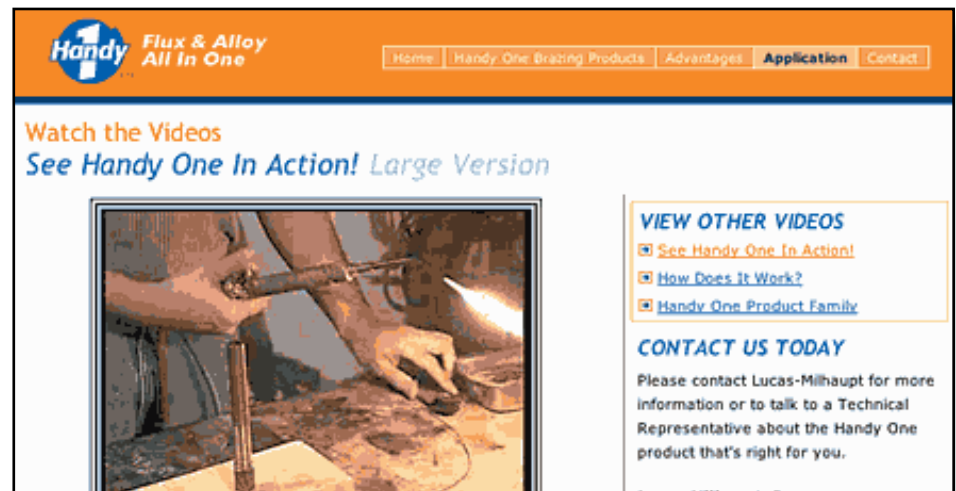 Handy 1
Flux & Alloy
All In One
Home Handy One Brazing Products Advantages Application Contact
Watch the Videos
See Handy One In Action! Large Version
VIEW OTHER VIDEOS
See Handy One In Action!
How Does It Work?
Handy One Product Family
CONTACT US TODAY
Please contact Lucas-Milhaupt for more
information or to talk to a Technical
Representative about the Handy One
product that's right for you.